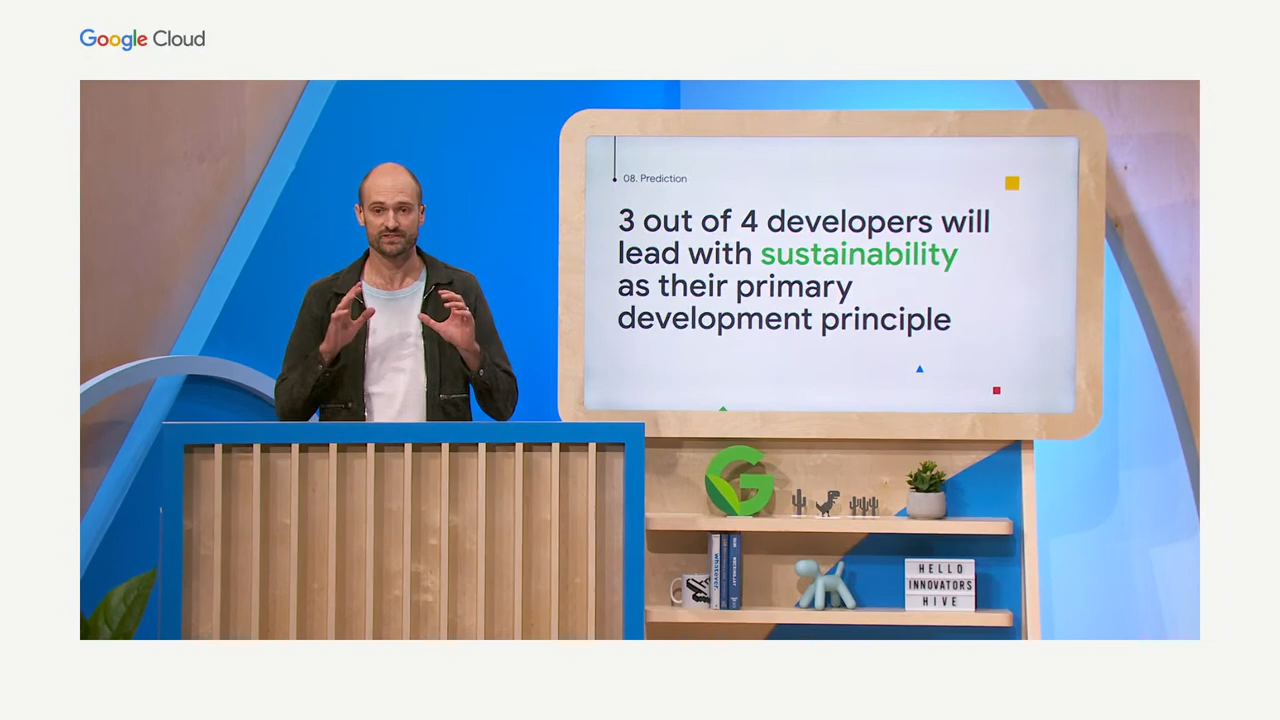 Google Cloud
08. Prediction
3 out of 4 developers will
lead with sustainability
as their primary
development principle
G
whatever.
HELLO
INNOVATORS
HIVE